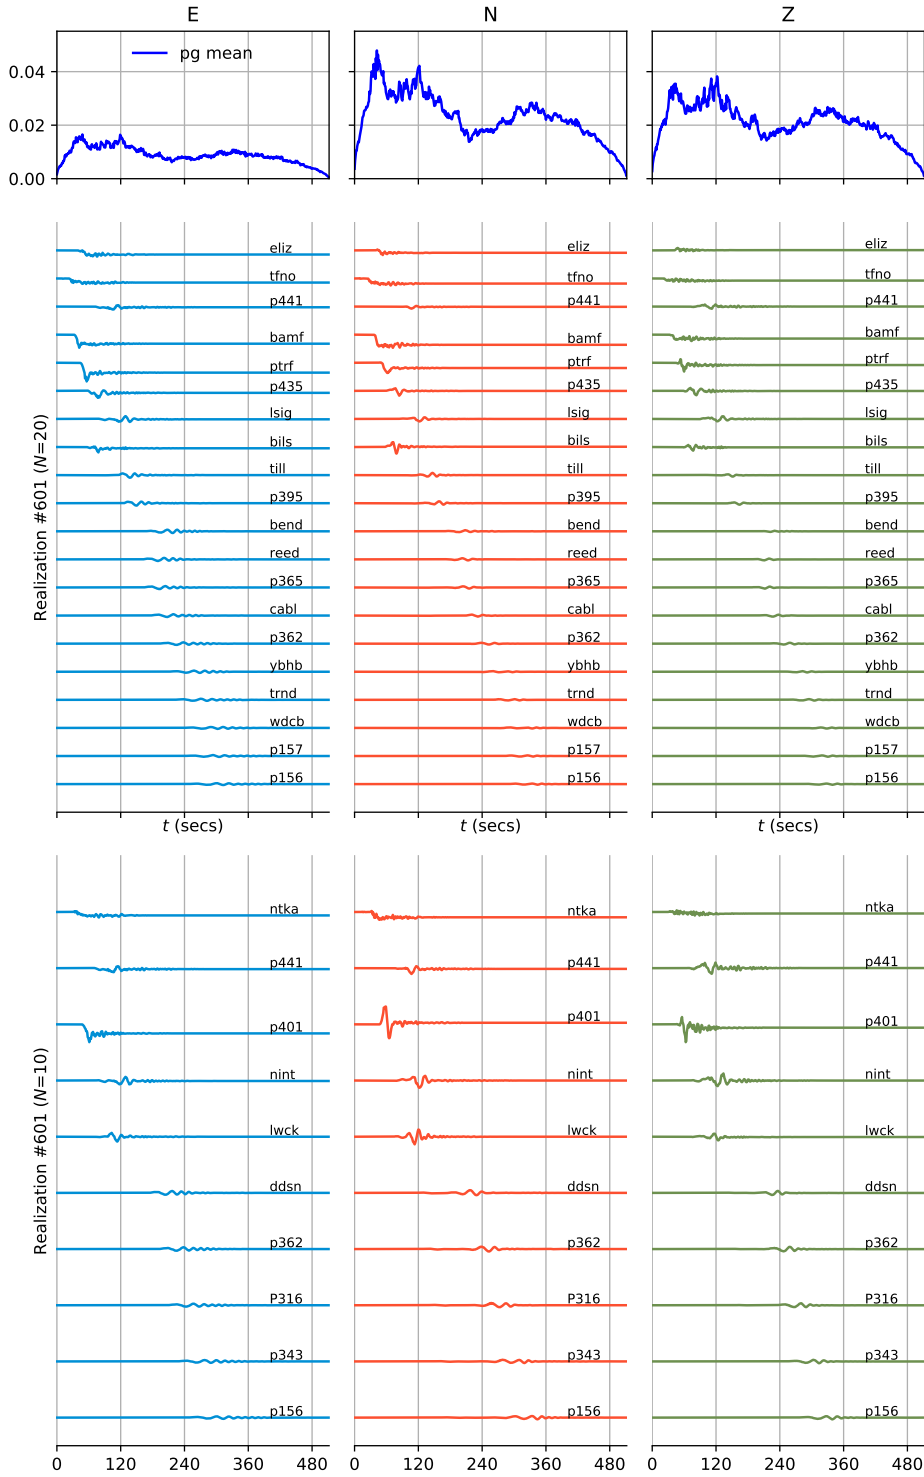 E N Z
pg mean
0.04
0.02
0.00
eliz eliz eliz
tfno tfno tfno
p441 p441 p441
bamf bamf bamf
ptrf ptrf ptrf
p435 p435 p435
lsig lsig lsig
bils bils bils
till till till
p395 p395 p395
bend bend bend
reed reed reed
p365 p365 p365
cabl cabl cabl
p362 p362 p362
ybhb ybhb ybhb
trnd trnd trnd
wdcb wdcb wdcb
p157 p157 p157
p156 p156 p156
Realization #601 (N=20)
t (secs) t (secs) t (secs)
ntka ntka ntka
p441 p441 p441
p401 p401 p401
nint nint nint
lwck lwck lwck
ddsn ddsn ddsn
p362 p362 p362
P316 P316 P316
p343 p343 p343
p156 p156 p156
Realization #601 (N=10)
0 120 240 360 480 0 120 240 360 480 0 120 240 360 480